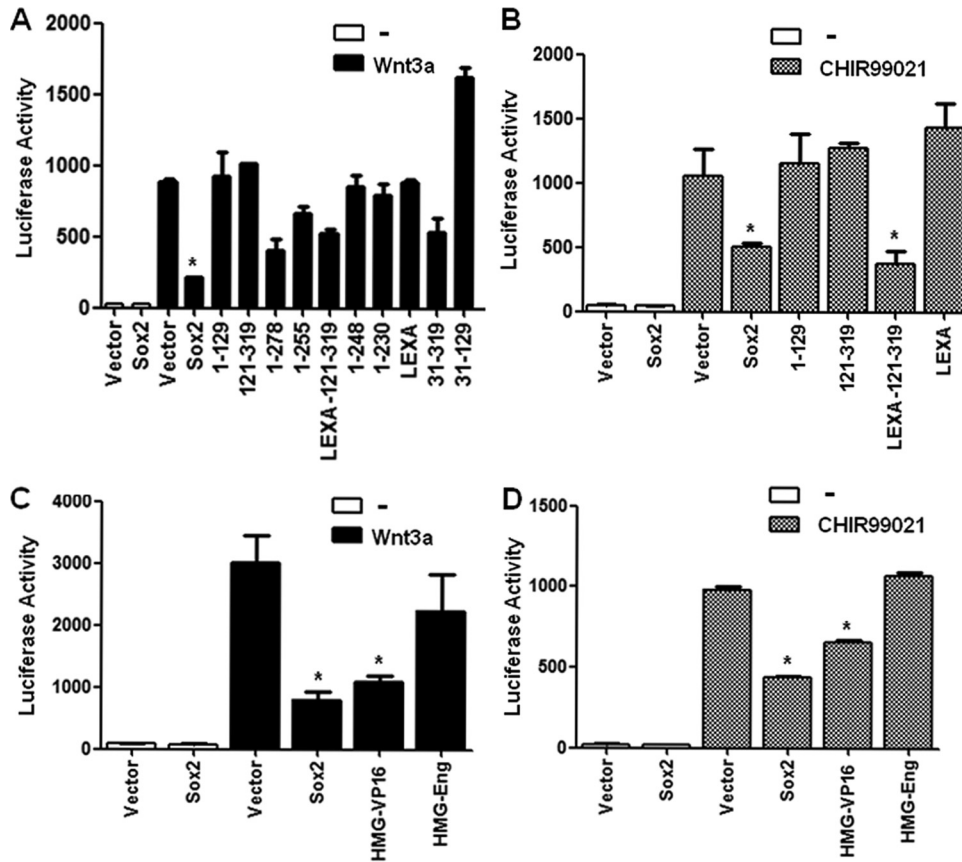 A
Luciferase Activity
2000
1500
1000
500
0
-
Wnt3a
*
Vector
Sox2
Vector
Sox2
1-129
121-319
1-278
1-255
LEXA-121-319
1-248
1-230
LEXA
31-319
31-129
B
Luciferase Activity
2000
1500
1000
500
0
-
CHIR99021
*
*
Vector
Sox2
Vector
Sox2
1-129
121-319
LEXA-121-319
LEXA
C
Luciferase Activity
4000
3000
2000
1000
0
-
Wnt3a
*
*
Vector
Sox2
Vector
Sox2
HMG-VP16
HMG-Eng
D
Luciferase Activity
1500
1000
500
0
-
CHIR99021
*
*
Vector
Sox2
Vector
Sox2
HMG-VP16
HMG-Eng